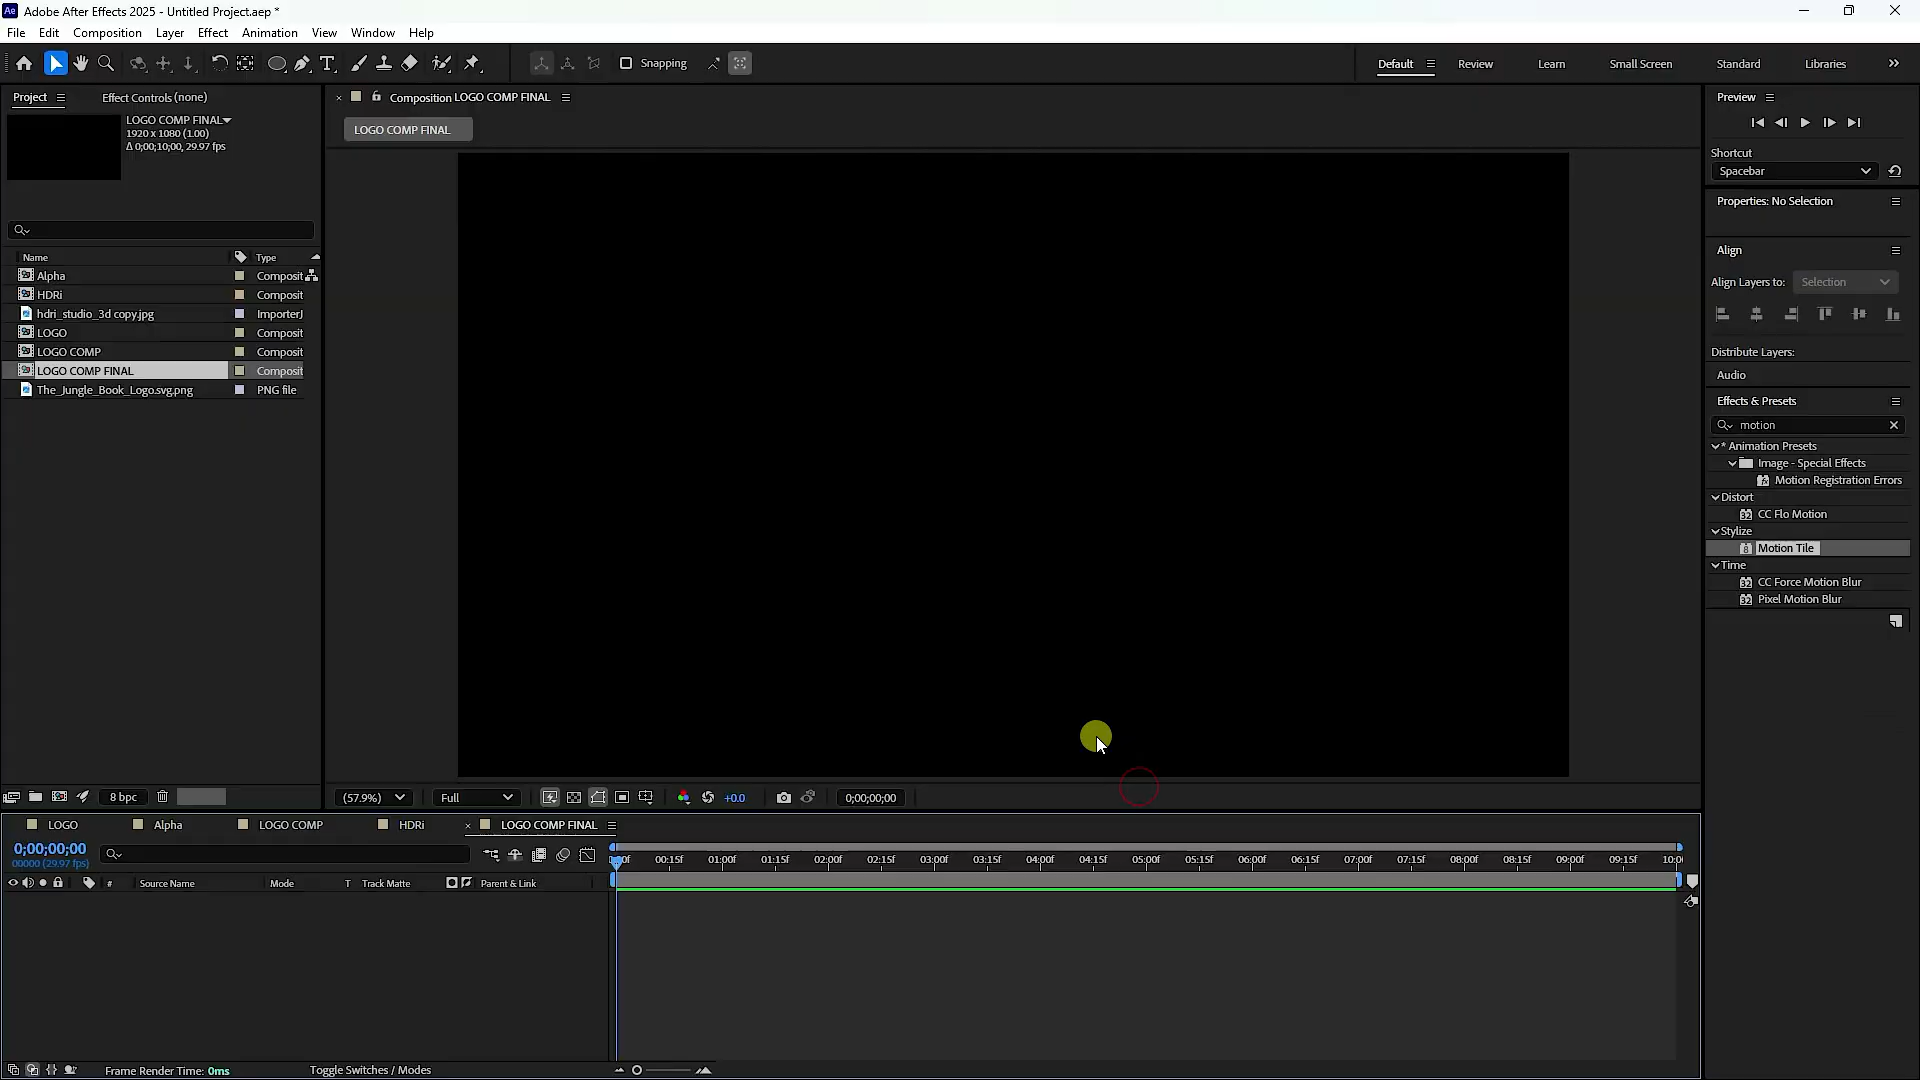 Adobe After Effects 2025 - Untitled Project.aep *
File Edit Composition Layer Effect Animation View Window Help
Snapping
Default Review Learn Small Screen Standard Libraries
Project Effect Controls (none)
Composition LOGO COMP FINAL
Preview
LOGO COMP FINAL
1920 x 1080 (1.00)
Δ 0;00;10;00, 29.97 fps
LOGO COMP FINAL
Shortcut
Spacebar
Properties: No Selection
Align
Align Layers to: Selection
Distribute Layers:
Audio
Effects & Presets
motion
* Animation Presets
Image - Special Effects
Motion Registration Errors
Distort
CC Flo Motion
Stylize
Motion Tile
Time
CC Force Motion Blur
Pixel Motion Blur
Name Type
Alpha Composit
HDRi Composit
hdri_studio_3d copy.jpg ImporterJ
LOGO Composit
LOGO COMP Composit
LOGO COMP FINAL Composit
The_Jungle_Book_Logo.svg.png PNG file
8 bpc
(57.9%) Full +0.0 0;00;00;00
LOGO Alpha LOGO COMP HDRi LOGO COMP FINAL
0;00;00;00
00000 (29.97 fps)
00:15f 01:00f 01:15f 02:00f 02:15f 03:00f 03:15f 04:00f 04:15f 05:00f 05:15f 06:00f 06:15f 07:00f 07:15f 08:00f 08:15f 09:00f 09:15f 10:0
# Source Name Mode T Track Matte Parent & Link
Frame Render Time: 0ms
Toggle Switches / Modes